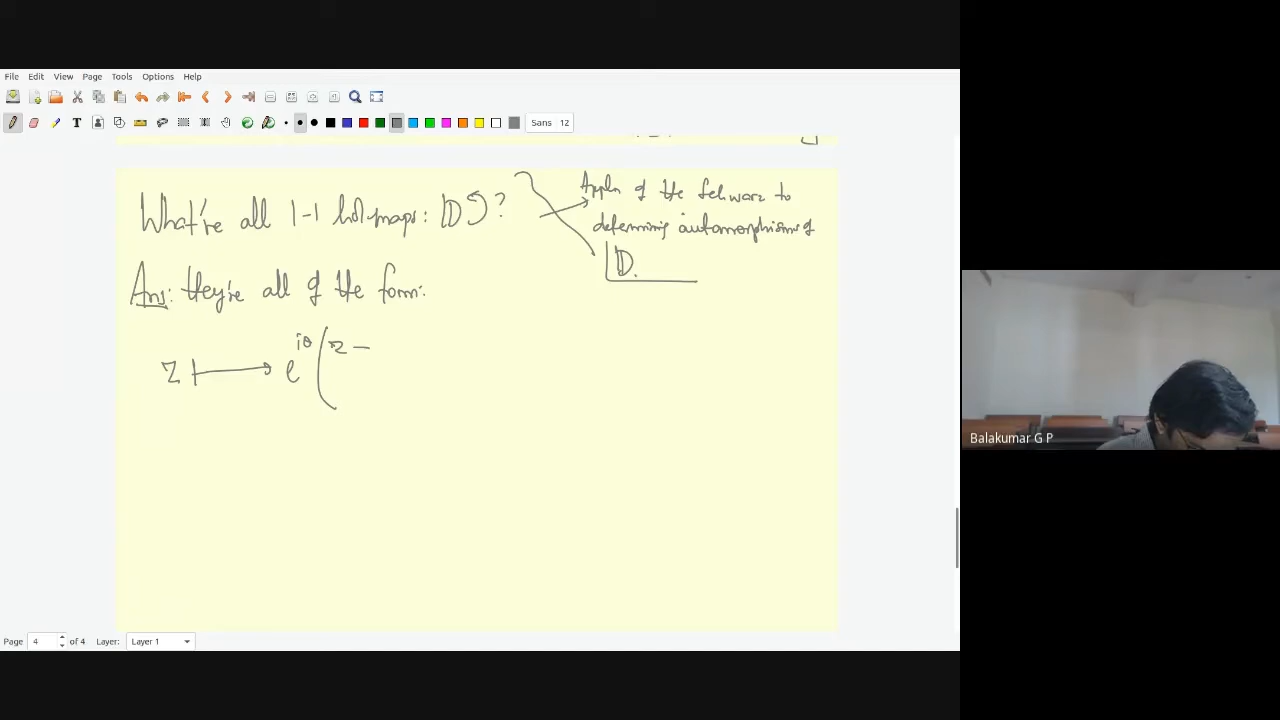 File Edit View Page Tools Options Help
Sans 12
What're all 1-1 hol. maps: 𝔻↺?
Appln of the Schwarz to
determining automorphisms of
𝔻.
Ans: they're all of the form:
z ↦ e^{iθ} ( z −
Balakumar G P
Page 4 of 4 Layer: Layer 1